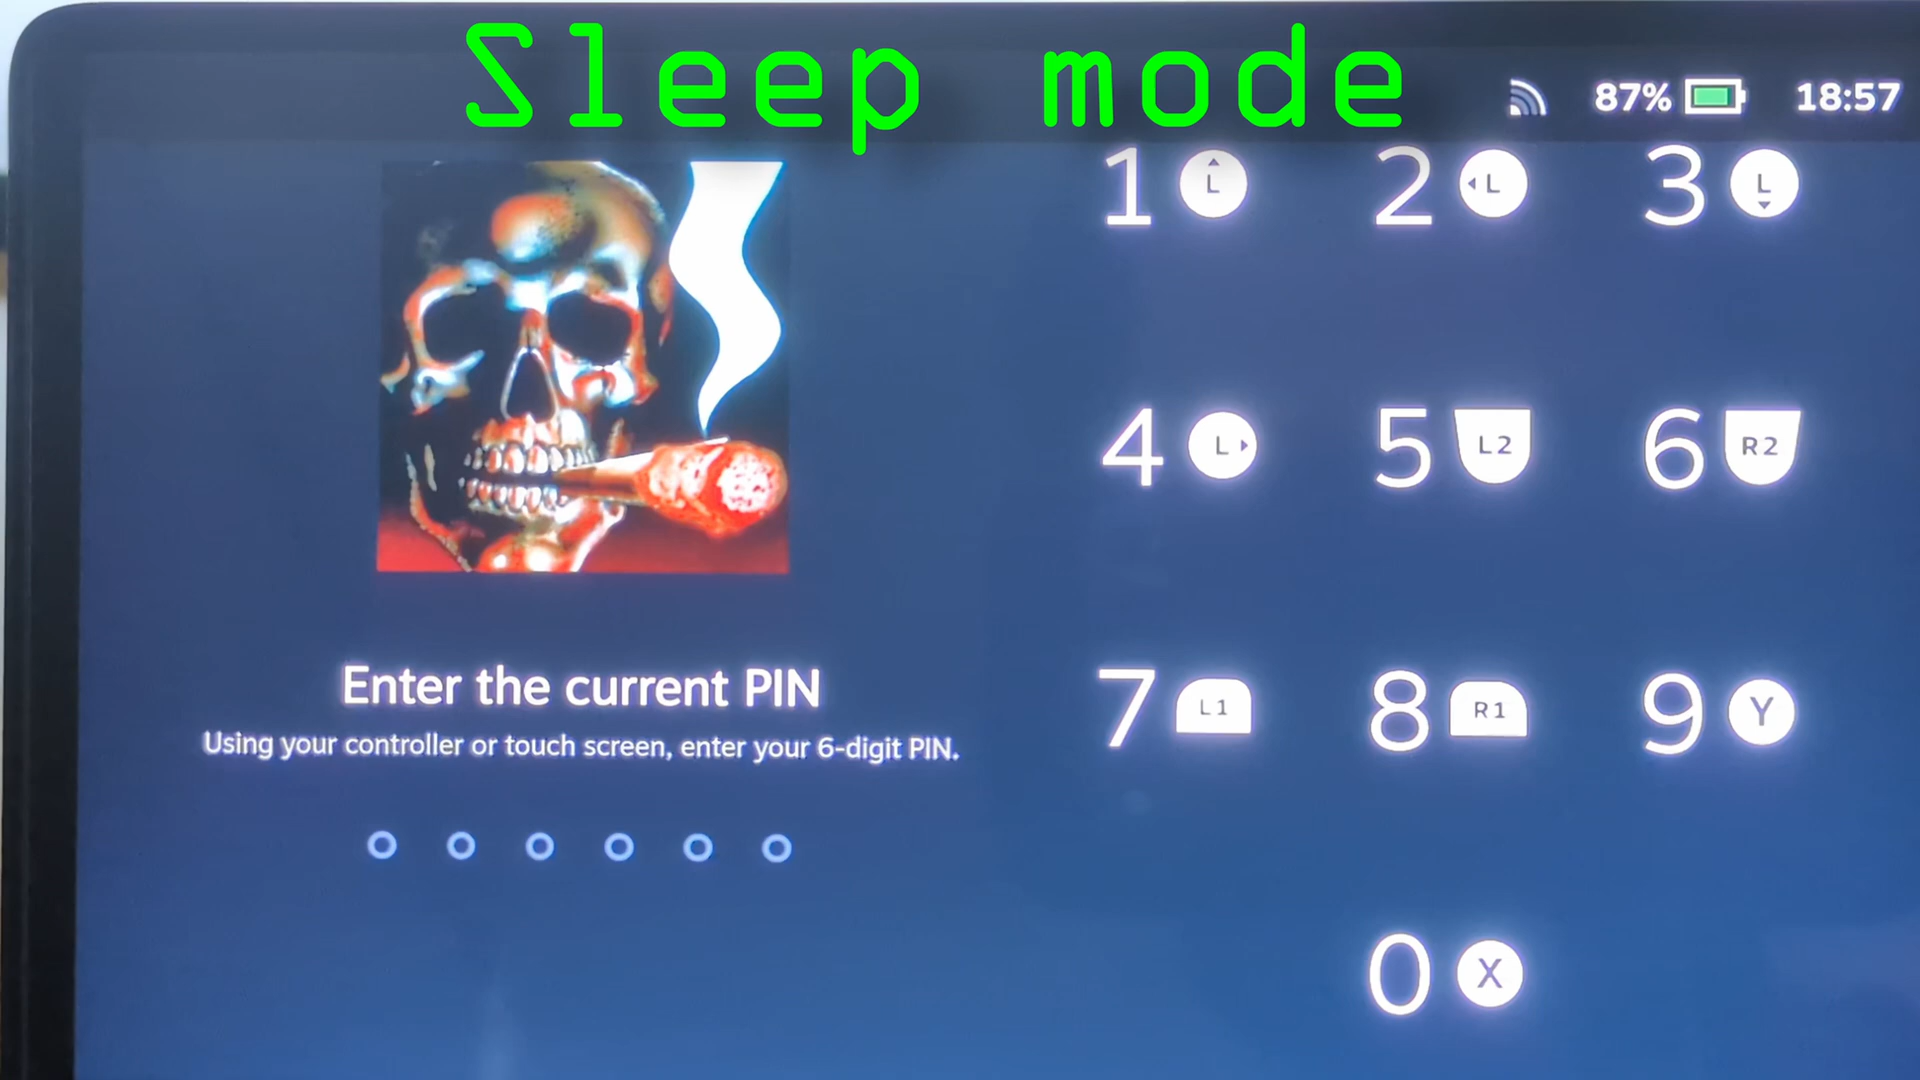 Sleep mode
87% 18:57
1 L 2 L 3 L
4 L 5 L2 6 R2
7 L1 8 R1 9 Y
0 X
Enter the current PIN
Using your controller or touch screen, enter your 6-digit PIN.